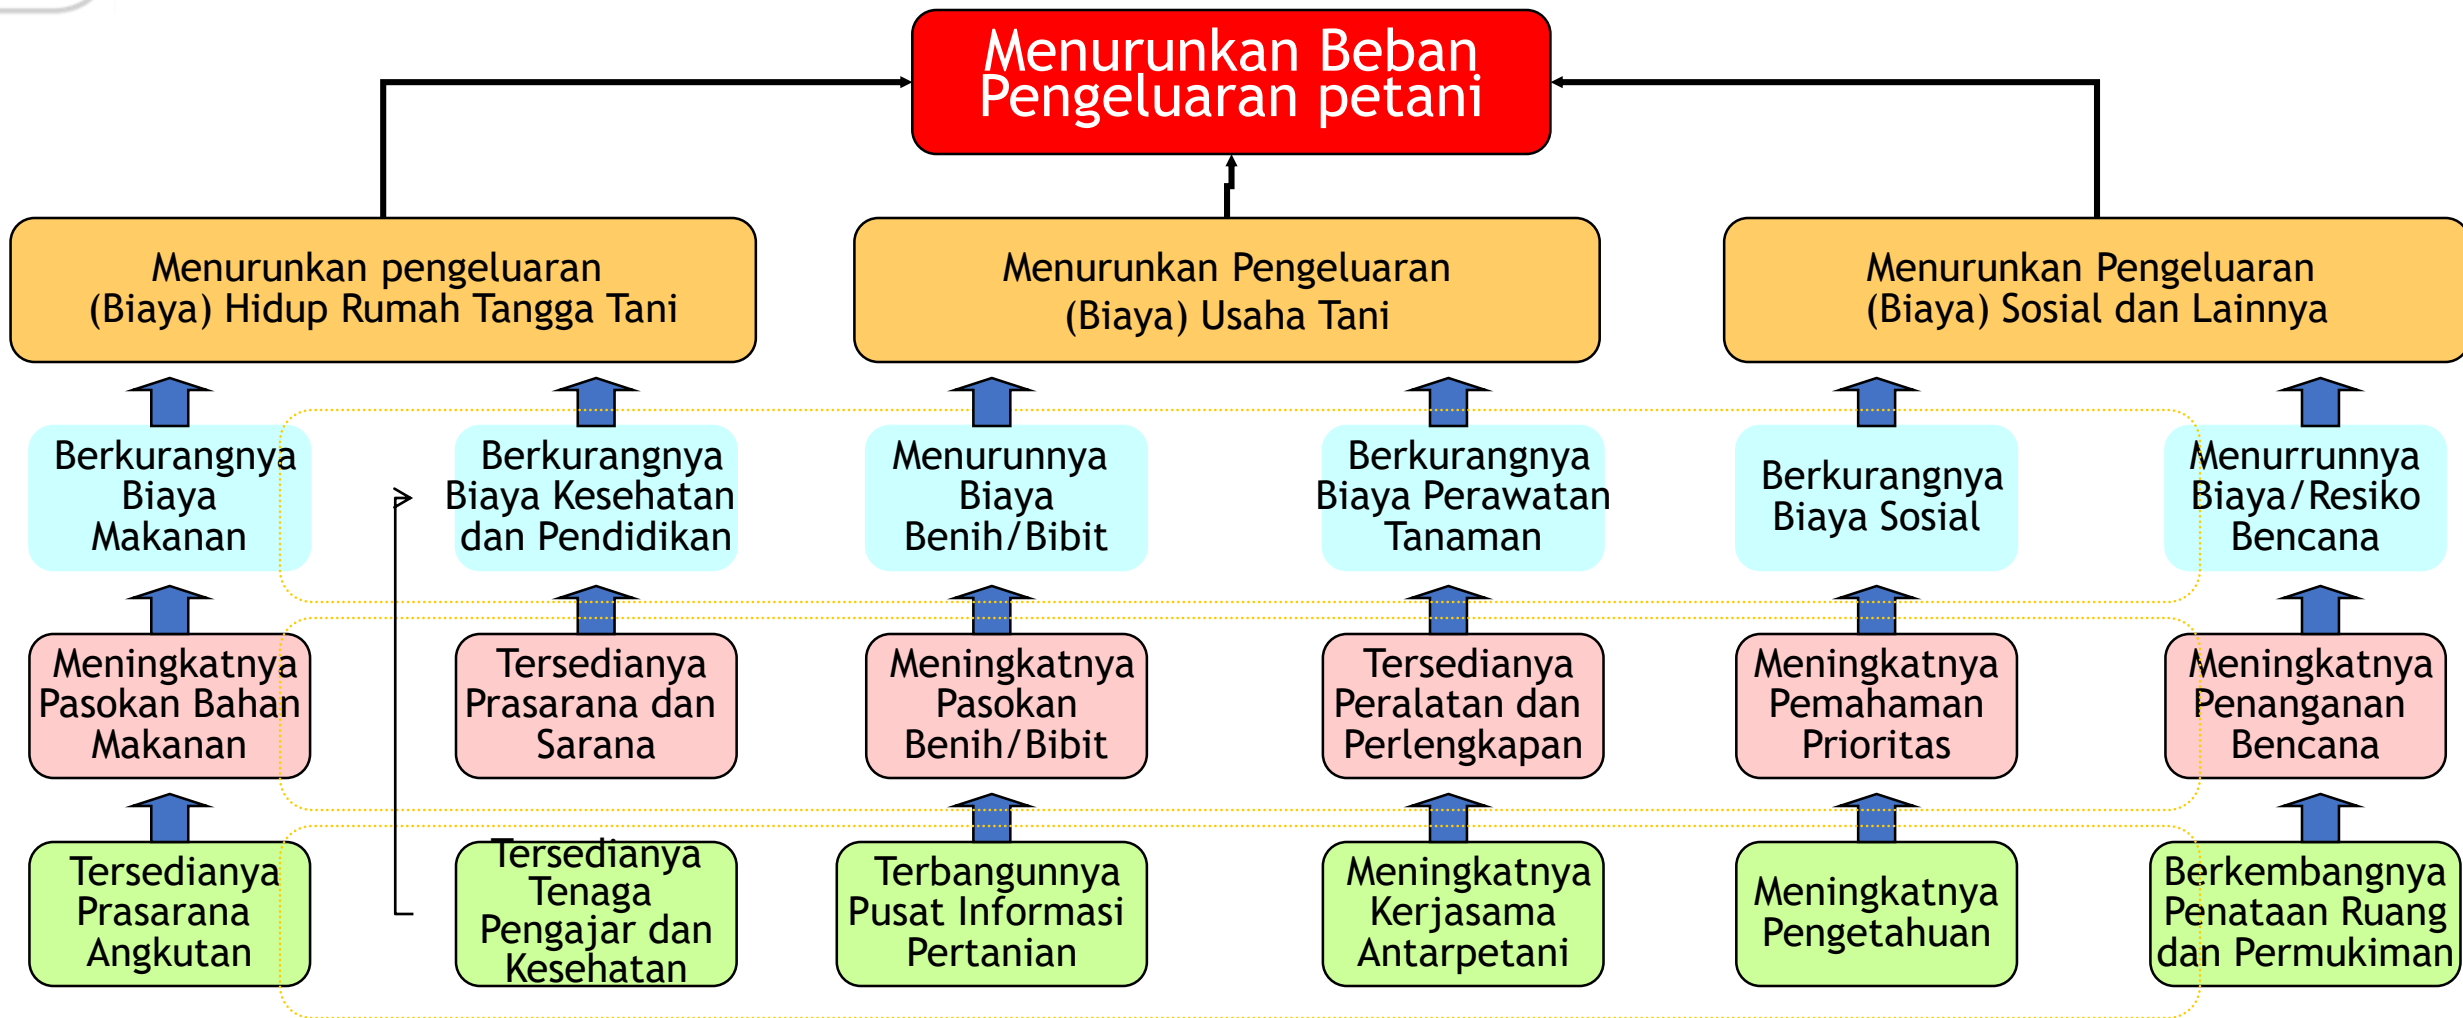 Menurunkan Beban
Pengeluaran petani
Menurunkan pengeluaran
(Biaya) Hidup Rumah Tangga Tani
Menurunkan Pengeluaran
(Biaya) Usaha Tani
Menurunkan Pengeluaran
(Biaya) Sosial dan Lainnya
Berkurangnya
Biaya
Makanan
Berkurangnya
Biaya Kesehatan
dan Pendidikan
Menurunnya
Biaya
Benih/Bibit
Berkurangnya
Biaya Perawatan
Tanaman
Berkurangnya
Biaya Sosial
Menurrunnya
Biaya/Resiko
Bencana
Meningkatnya
Pasokan Bahan
Makanan
Tersedianya
Prasarana dan
Sarana
Meningkatnya
Pasokan
Benih/Bibit
Tersedianya
Peralatan dan
Perlengkapan
Meningkatnya
Pemahaman
Prioritas
Meningkatnya
Penanganan
Bencana
Tersedianya
Prasarana
Angkutan
Tersedianya
Tenaga
Pengajar dan
Kesehatan
Terbangunnya
Pusat Informasi
Pertanian
Meningkatnya
Kerjasama
Antarpetani
Meningkatnya
Pengetahuan
Berkembangnya
Penataan Ruang
dan Permukiman